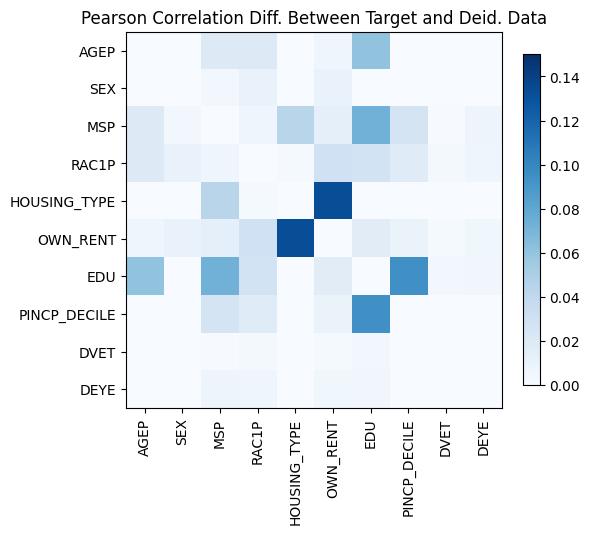 Pearson Correlation Diff. Between Target and Deid. Data
AGEP
SEX
MSP
RAC1P
HOUSING_TYPE
OWN_RENT
EDU
PINCP_DECILE
DVET
DEYE
AGEP
SEX
MSP
RAC1P
HOUSING_TYPE
OWN_RENT
EDU
PINCP_DECILE
DVET
DEYE
0.14
0.12
0.10
0.08
0.06
0.04
0.02
0.00